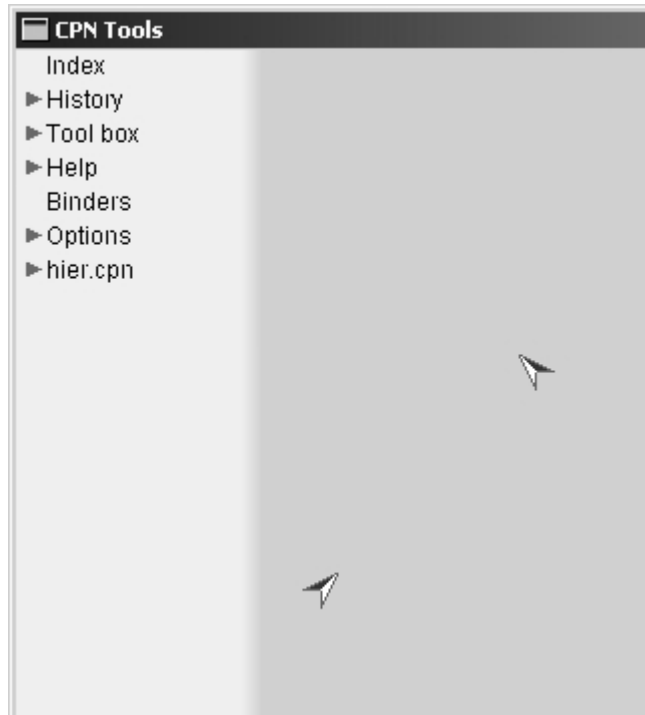 CPN Tools
Index
History
Tool box
Help
Binders
Options
hier.cpn